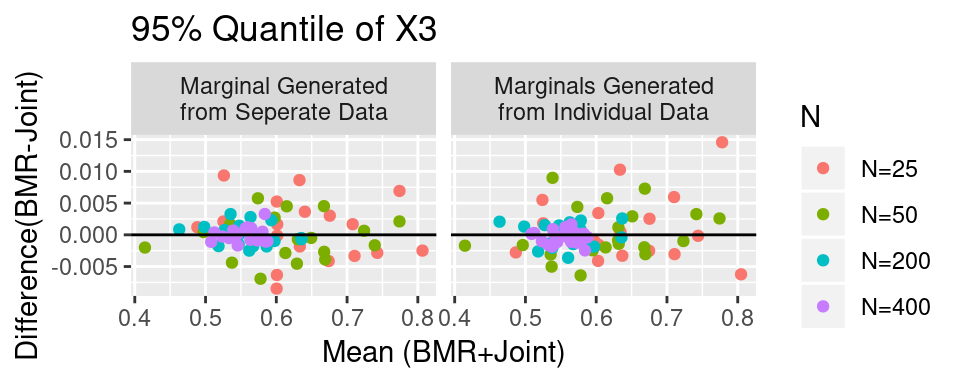 95% Quantile of X3
Marginal Generated
from Seperate Data
Marginals Generated
from Individual Data
Difference(BMR-Joint)
0.015
0.010
0.005
0.000
-0.005
0.4 0.5 0.6 0.7 0.8
0.4 0.5 0.6 0.7 0.8
Mean (BMR+Joint)
N
N=25
N=50
N=200
N=400